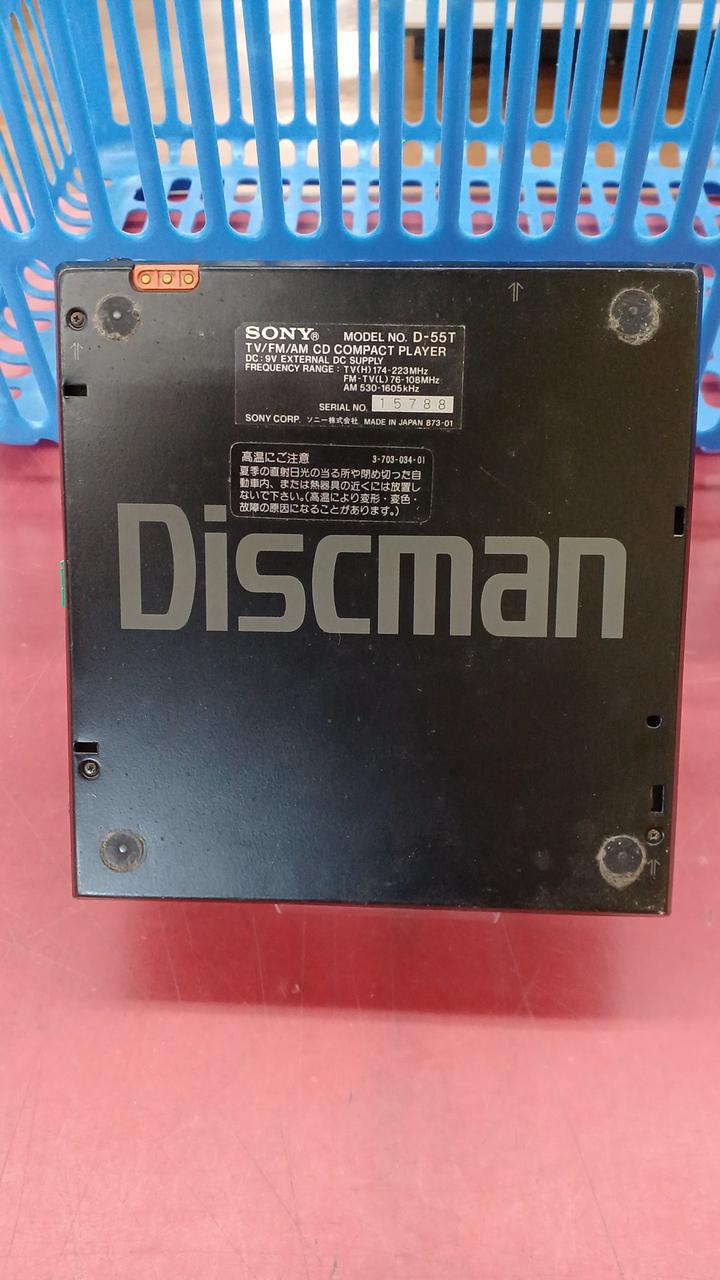 SONY®
MODEL NO. D-55T
TV/FM/AM CD COMPACT PLAYER
DC: 9V EXTERNAL DC SUPPLY
FREQUENCY RANGE: TV(H) 174-223MHz
FM-TV(L) 76-108MHz
AM 530-1605kHz
SERIAL NO. 15788
SONY CORP. ソニー株式会社 MADE IN JAPAN 873-01
高温にご注意 3-703-034-01
夏季の直射日光の当る所や閉め切った自
動車内、または熱器具の近くには放置し
ないで下さい。(高温により変形・変色・
故障の原因になることがあります。)
Discman